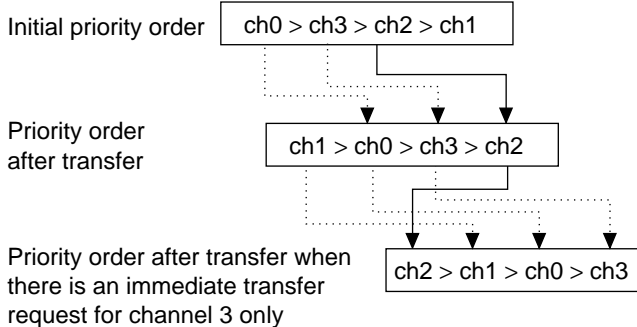 Initial priority order
ch0 > ch3 > ch2 > ch1
Priority order
after transfer
ch1 > ch0 > ch3 > ch2
Priority order after transfer when
there is an immediate transfer
request for channel 3 only
ch2 > ch1 > ch0 > ch3